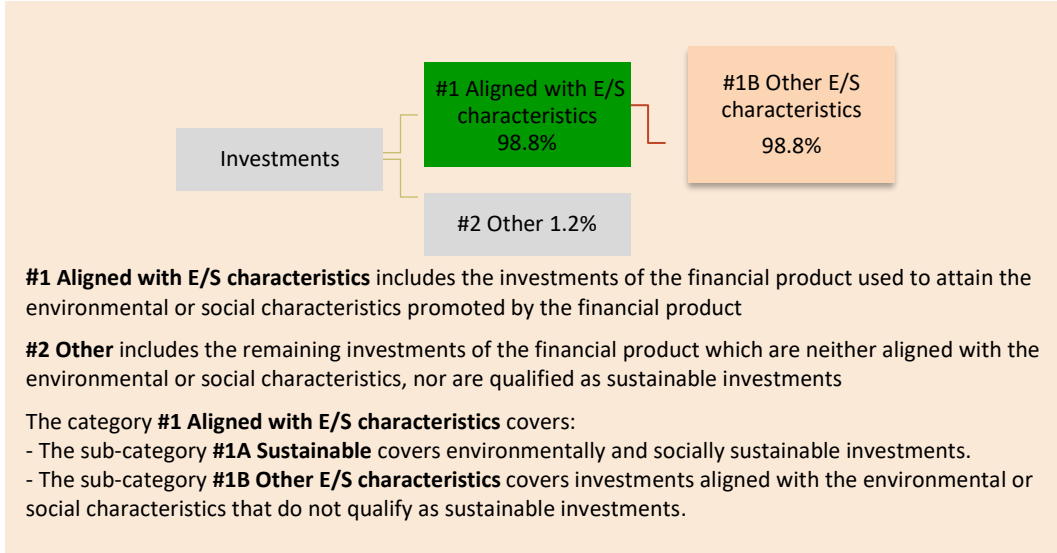 #1 Aligned with E/S
characteristics
98.8%
#1B Other E/S
characteristics
98.8%
Investments
#2 Other 1.2%
#1 Aligned with E/S characteristics includes the investments of the financial product used to attain the
environmental or social characteristics promoted by the financial product
#2 Other includes the remaining investments of the financial product which are neither aligned with the
environmental or social characteristics, nor are qualified as sustainable investments
The category #1 Aligned with E/S characteristics covers:
- The sub-category #1A Sustainable covers environmentally and socially sustainable investments.
- The sub-category #1B Other E/S characteristics covers investments aligned with the environmental or
social characteristics that do not qualify as sustainable investments.